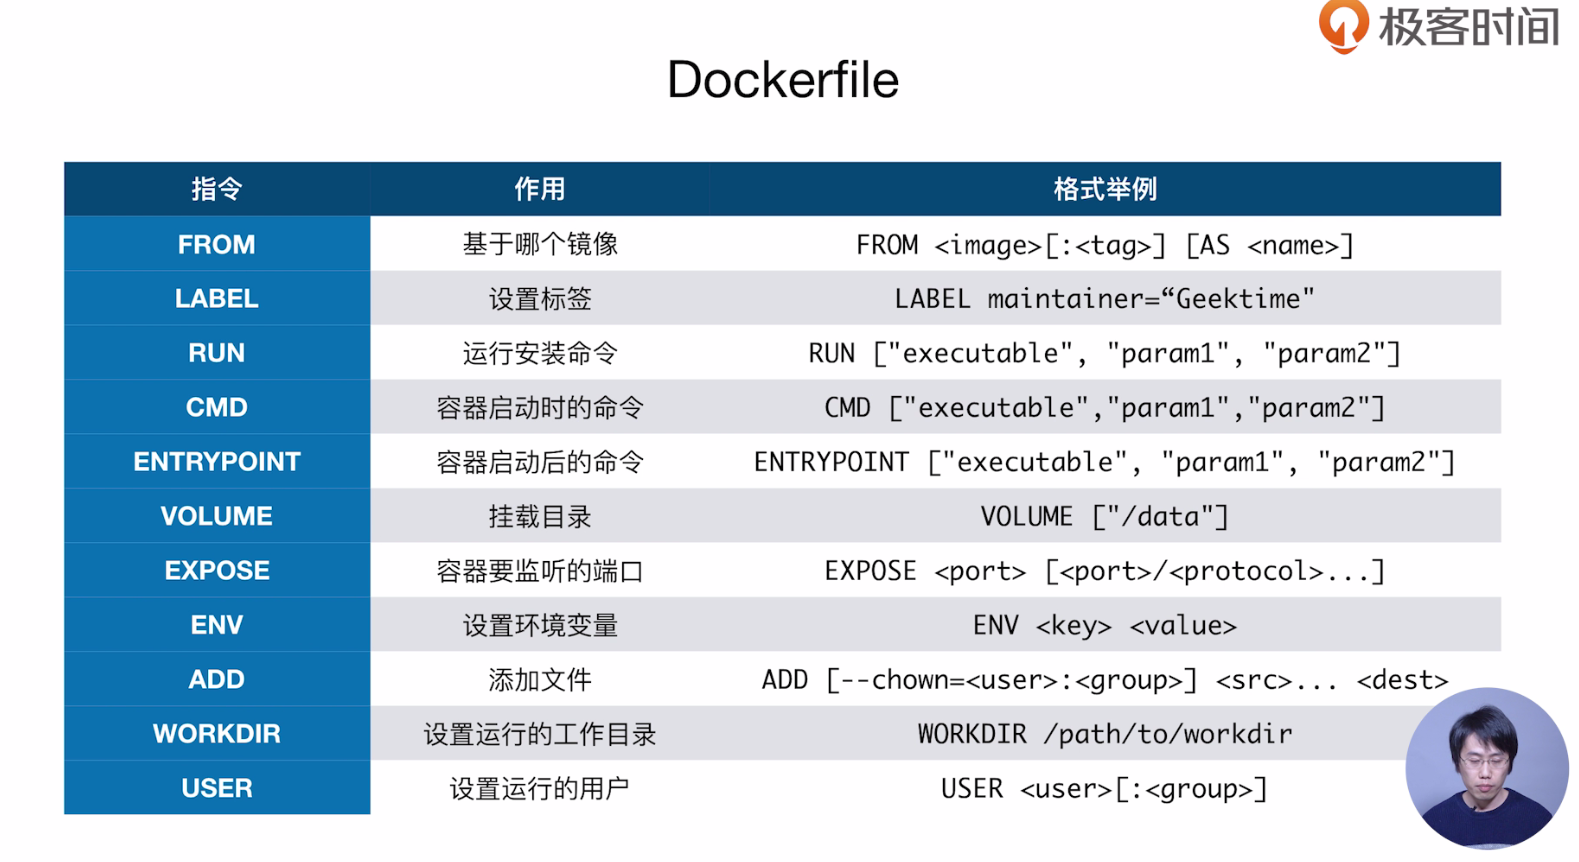 极客时间
Dockerfile
指令 作用 格式举例
FROM 基于哪个镜像 FROM <image>[:<tag>] [AS <name>]
LABEL 设置标签 LABEL maintainer=“Geektime"
RUN 运行安装命令 RUN ["executable", "param1", "param2"]
CMD 容器启动时的命令 CMD ["executable","param1","param2"]
ENTRYPOINT 容器启动后的命令 ENTRYPOINT ["executable", "param1", "param2"]
VOLUME 挂载目录 VOLUME ["/data"]
EXPOSE 容器要监听的端口 EXPOSE <port> [<port>/<protocol>...]
ENV 设置环境变量 ENV <key> <value>
ADD 添加文件 ADD [--chown=<user>:<group>] <src>... <dest>
WORKDIR 设置运行的工作目录 WORKDIR /path/to/workdir
USER 设置运行的用户 USER <user>[:<group>]